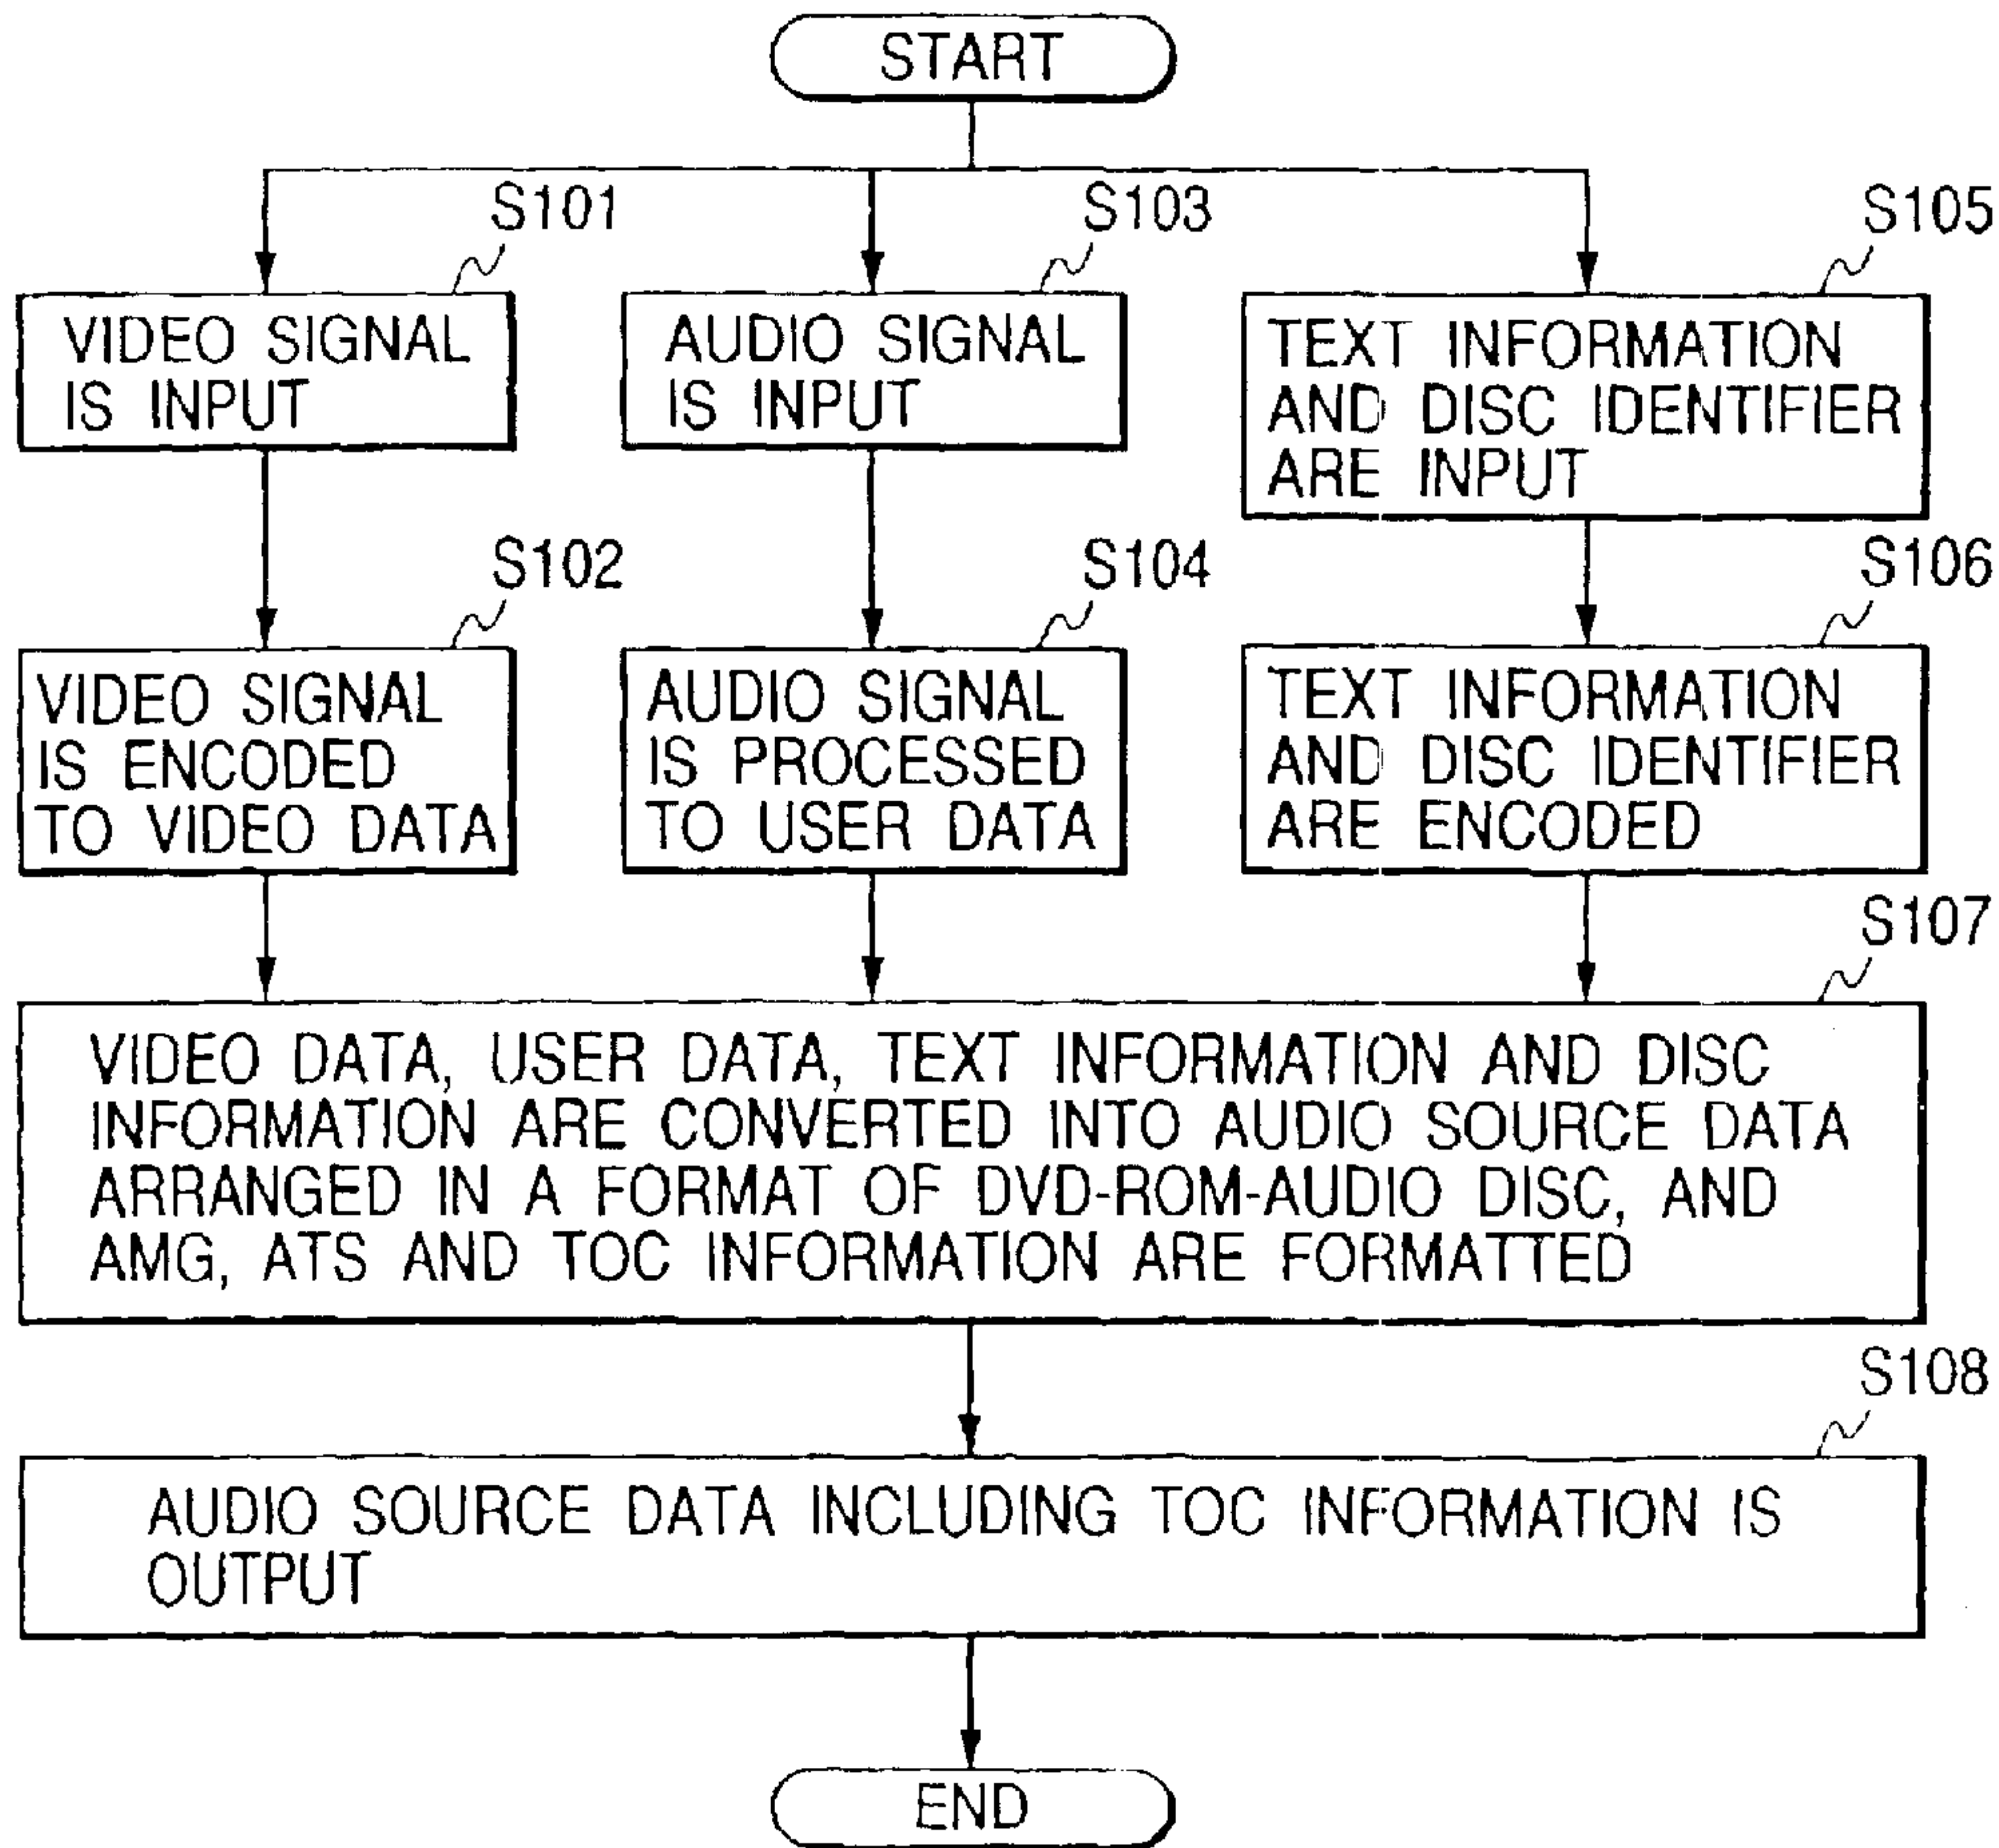 START
S101
S103
S105
VIDEO SIGNAL
IS INPUT
AUDIO SIGNAL
IS INPUT
TEXT INFORMATION
AND DISC IDENTIFIER
ARE INPUT
S102
S104
S106
VIDEO SIGNAL
IS ENCODED
TO VIDEO DATA
AUDIO SIGNAL
IS PROCESSED
TO USER DATA
TEXT INFORMATION
AND DISC IDENTIFIER
ARE ENCODED
S107
VIDEO DATA, USER DATA, TEXT INFORMATION AND DISC
INFORMATION ARE CONVERTED INTO AUDIO SOURCE DATA
ARRANGED IN A FORMAT OF DVD-ROM-AUDIO DISC, AND
AMG, ATS AND TOC INFORMATION ARE FORMATTED
S108
AUDIO SOURCE DATA INCLUDING TOC INFORMATION IS
OUTPUT
END